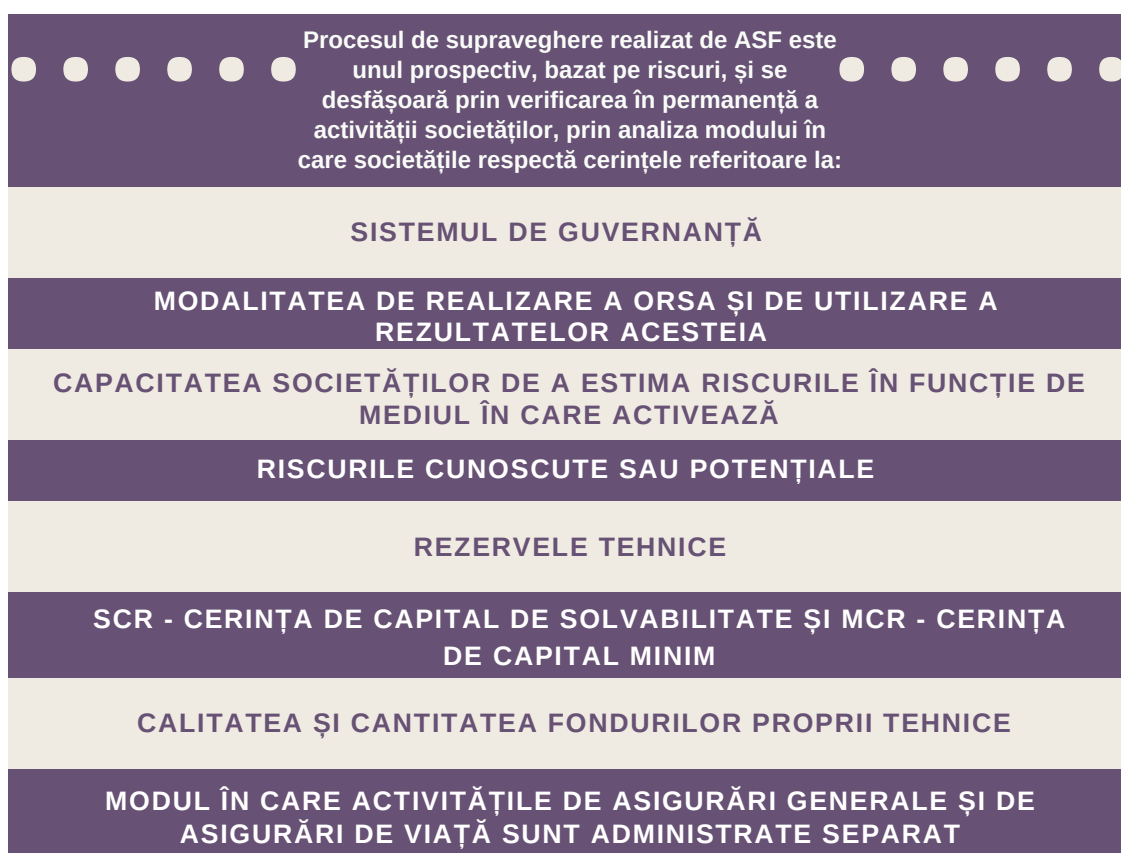 Procesul de supraveghere realizat de ASF este
unul prospectiv, bazat pe riscuri, și se
desfășoară prin verificarea în permanență a
activității societăților, prin analiza modului în
care societățile respectă cerințele referitoare la:
SISTEMUL DE GUVERNANȚĂ
MODALITATEA DE REALIZARE A ORSA ȘI DE UTILIZARE A
REZULTATELOR ACESTEIA
CAPACITATEA SOCIETĂȚILOR DE A ESTIMA RISCURILE ÎN FUNCȚIE DE
MEDIUL ÎN CARE ACTIVEAZĂ
RISCURILE CUNOSCUTE SAU POTENȚIALE
REZERVELE TEHNICE
SCR - CERINȚA DE CAPITAL DE SOLVABILITATE ȘI MCR - CERINȚA
DE CAPITAL MINIM
CALITATEA ȘI CANTITATEA FONDURILOR PROPRII TEHNICE
MODUL ÎN CARE ACTIVITĂȚILE DE ASIGURĂRI GENERALE ȘI DE
ASIGURĂRI DE VIAȚĂ SUNT ADMINISTRATE SEPARAT